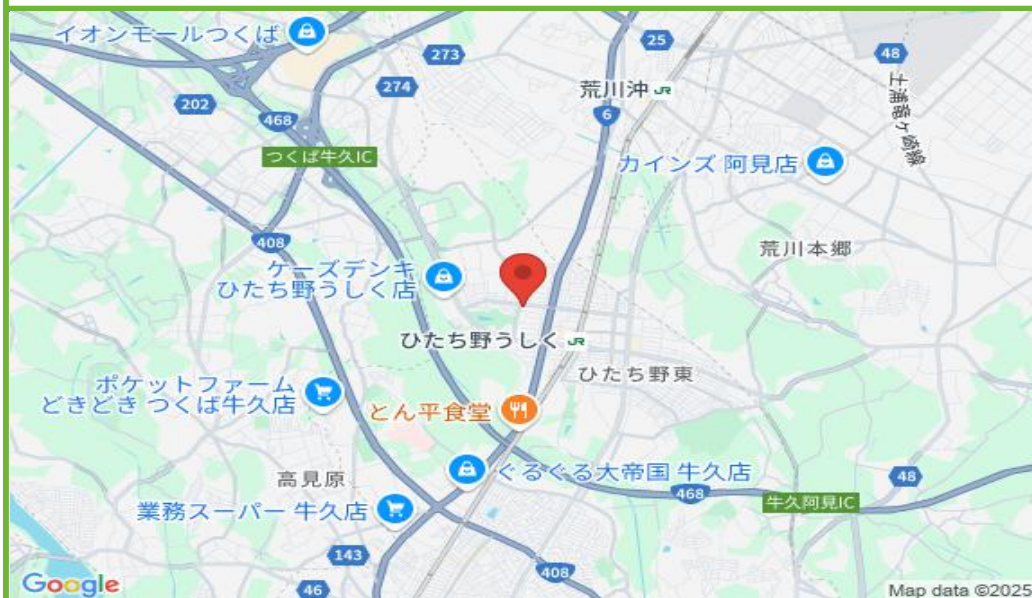 イオンモールつくば
273
25
48
274
荒川沖 JR
202
6
土浦竜ヶ崎線
468
つくば牛久IC
カインズ 阿見店
408
荒川本郷
ケーズデンキ
ひたち野うしく店
ひたち野うしく JR
ひたち野東
ポケットファーム
どきどき つくば牛久店
とん平食堂
高見原
ぐるぐる大帝国 牛久店
48
468
牛久阿見IC
業務スーパー 牛久店
143
408
46
Google
Map data ©2025